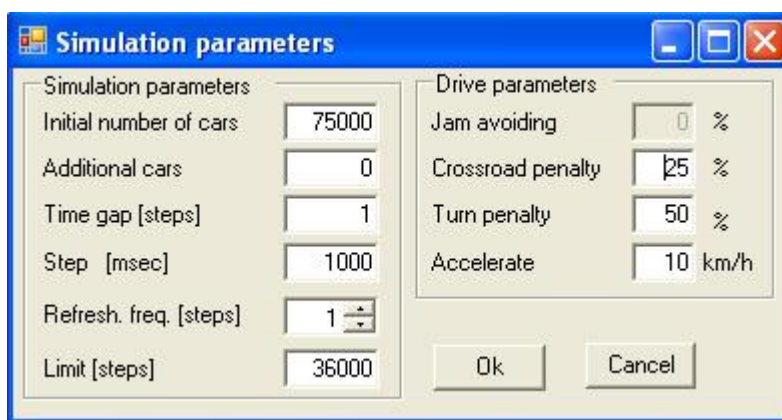 Simulation parameters
Simulation parameters
Initial number of cars 75000
Additional cars 0
Time gap [steps] 1
Step [msec] 1000
Refresh. freq. [steps] 1
Limit [steps] 36000
Drive parameters
Jam avoiding 0 %
Crossroad penalty 25 %
Turn penalty 50 %
Accelerate 10 km/h
Ok Cancel